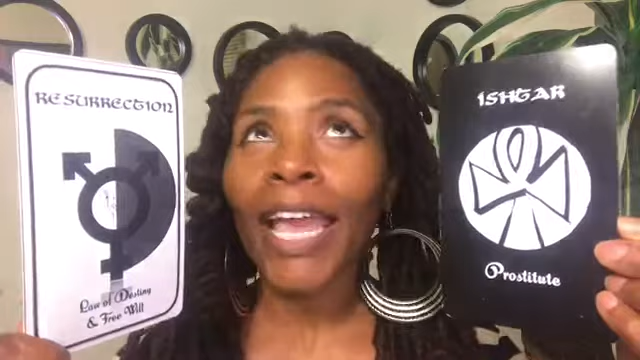 RESURRECTION
Law of Destiny
& Free Will
ISHTAR
Prostitute